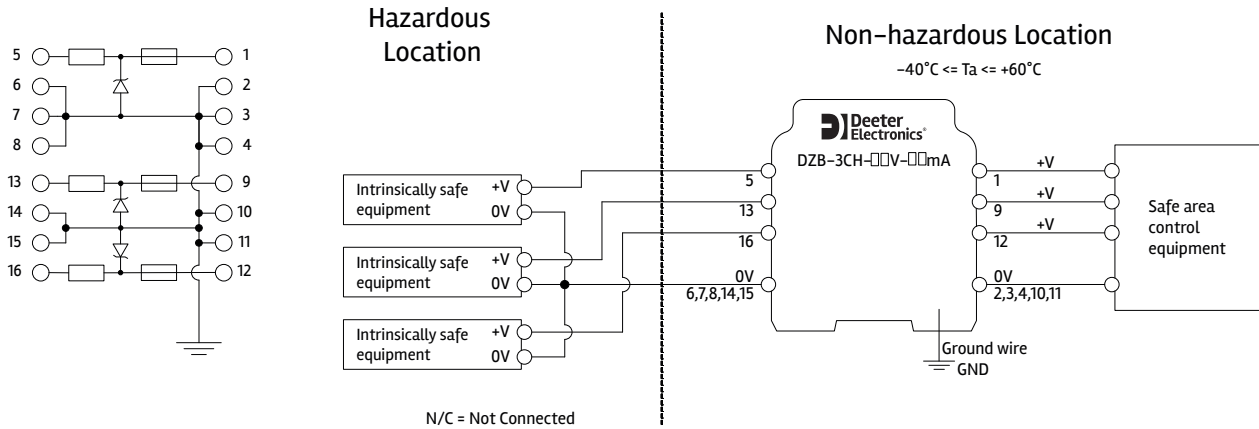 5
1
6
2
7
3
8
4
13
9
14
10
15
11
16
12
Hazardous
Location
Non-hazardous Location
-40°C <= Ta <= +60°C
Deeter
Electronics®
DZB-3CH-□□V-□□mA
Intrinsically safe
equipment
+V
0V
Intrinsically safe
equipment
+V
0V
Intrinsically safe
equipment
+V
0V
5
13
16
0V
6,7,8,14,15
+V
1
+V
9
+V
12
0V
2,3,4,10,11
Safe area
control
equipment
Ground wire
GND
N/C = Not Connected